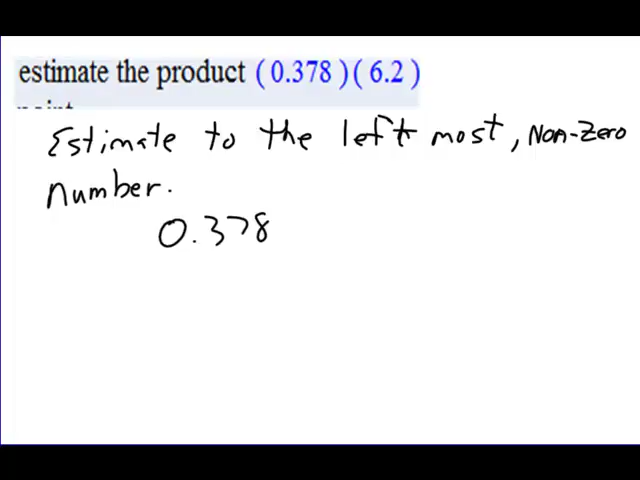 estimate the product ( 0.378 )( 6.2 )
Estimate to the left most, Non-Zero
number.
0.378